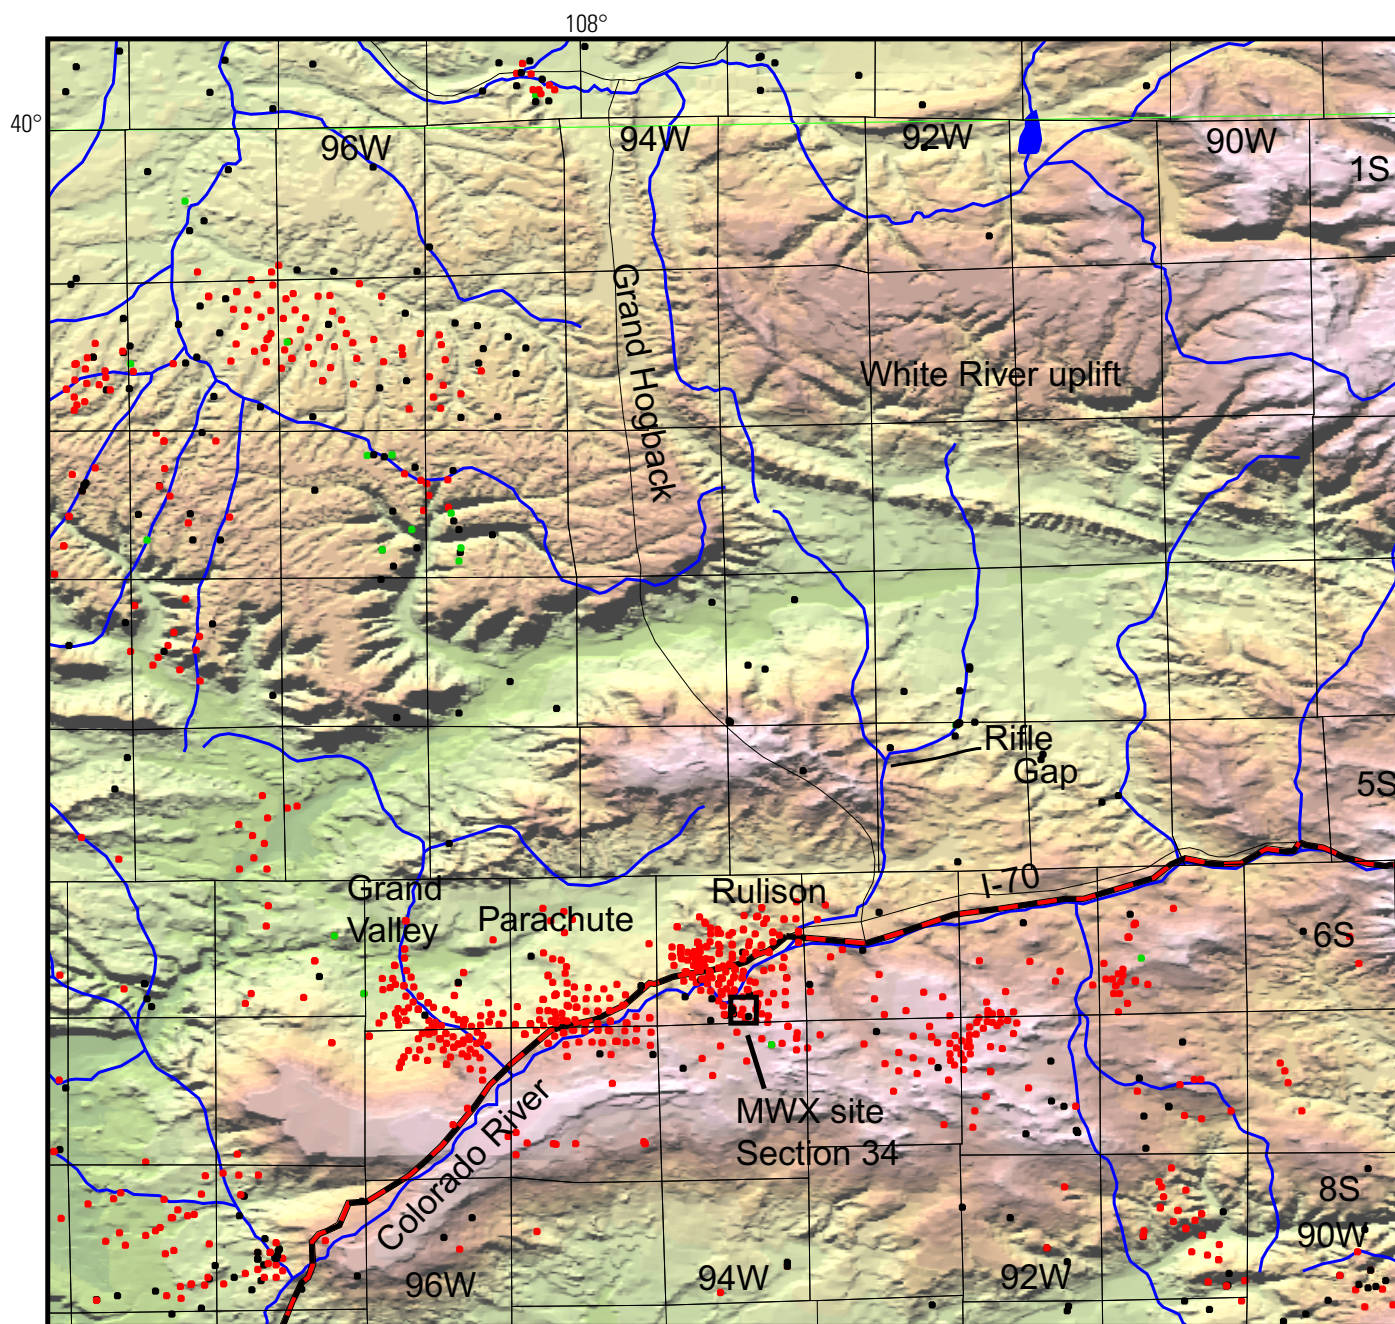 108°
40°
96W
94W
92W
90W
1S
Grand Hogback
White River uplift
Rifle
Gap
5S
Grand
Valley
Parachute
Rulison
I-70
6S
MWX site
Section 34
Colorado River
8S
90W
96W
94W
92W